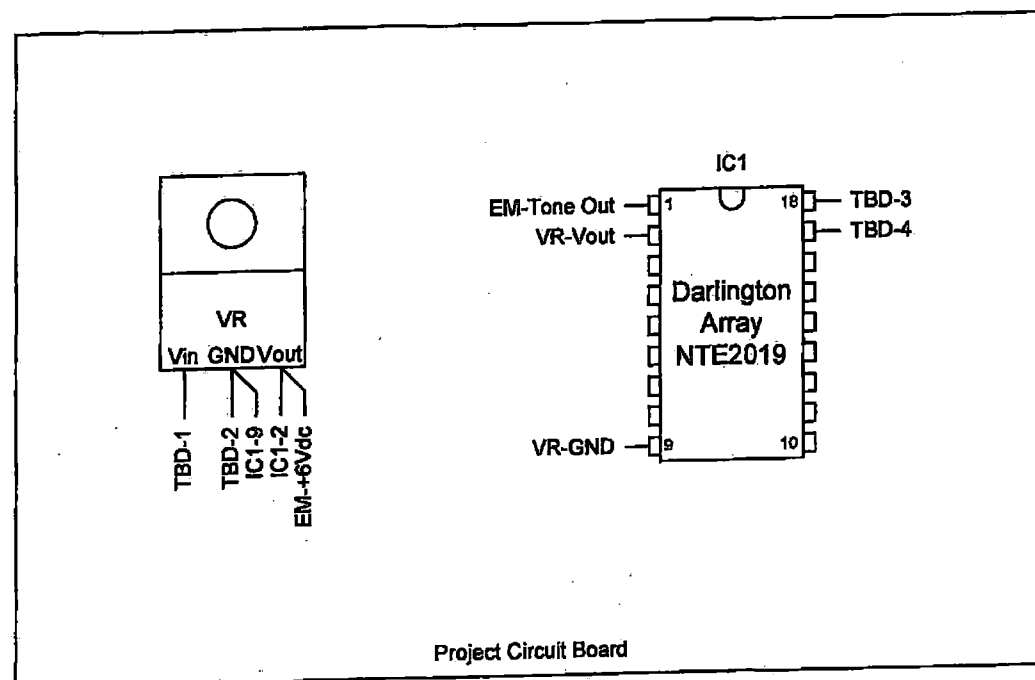 VR
Vin GND Vout
TBD-1
TBD-2
IC1-9
IC1-2
EM-+6Vdc
IC1
EM-Tone Out
1
18
TBD-3
VR-Vout
TBD-4
Darlington
Array
NTE2019
VR-GND
9
10
Project Circuit Board